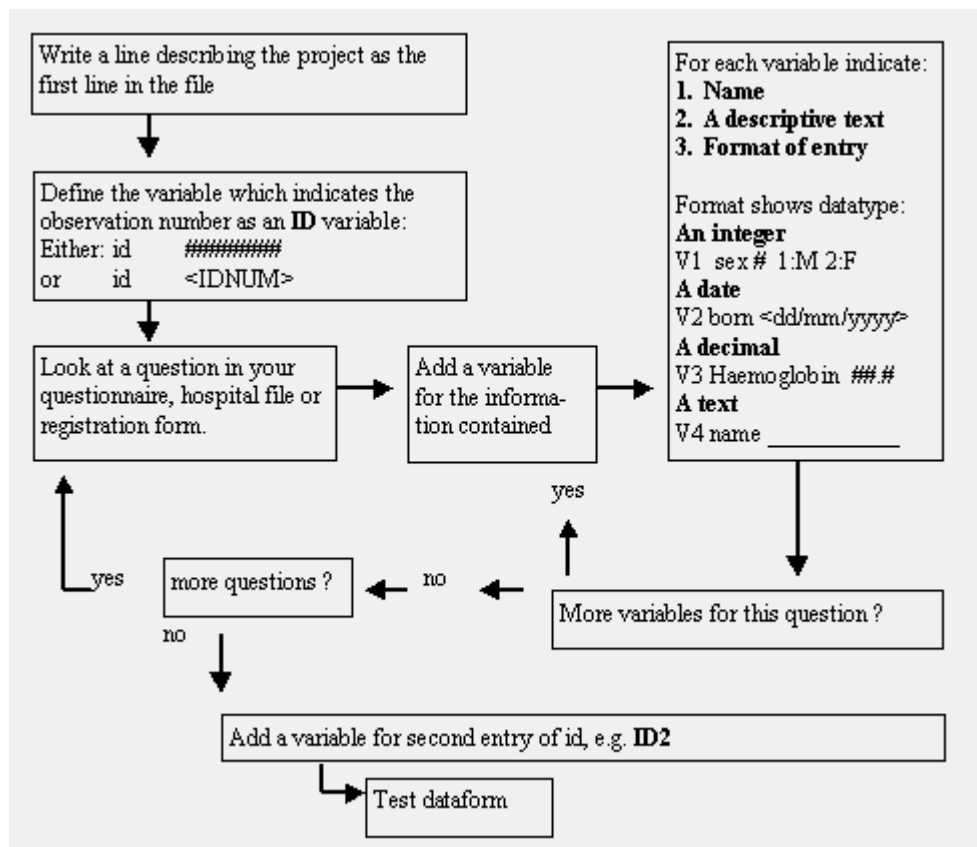 Write a line describing the project as the
first line in the file
Define the variable which indicates the
observation number as an ID variable:
Either: id #########
or id <IDNUM>
Look at a question in your
questionnaire, hospital file or
registration form.
Add a variable
for the informa-
tion contained
For each variable indicate:
1. Name
2. A descriptive text
3. Format of entry
Format shows datatype:
An integer
V1 sex # 1:M 2:F
A date
V2 born <dd/mm/yyyy>
A decimal
V3 Haemoglobin ##.#
A text
V4 name ____________
yes
More variables for this question ?
no
more questions ?
yes
no
Add a variable for second entry of id, e.g. ID2
Test dataform